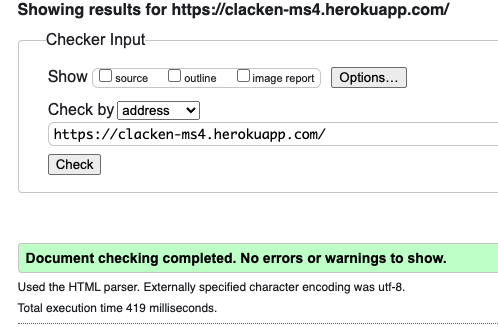 Showing results for https://clacken-ms4.herokuapp.com/
Checker Input
Show source outline image report Options...
Check by address
https://clacken-ms4.herokuapp.com/
Check
Document checking completed. No errors or warnings to show.
Used the HTML parser. Externally specified character encoding was utf-8.
Total execution time 419 milliseconds.